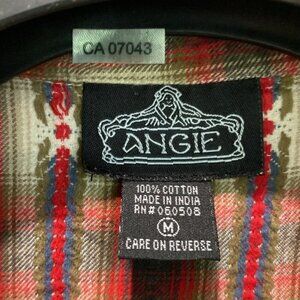 CA 07043
ANGIE
100% COTTON
MADE IN INDIA
RN# 060508
M
CARE ON REVERSE